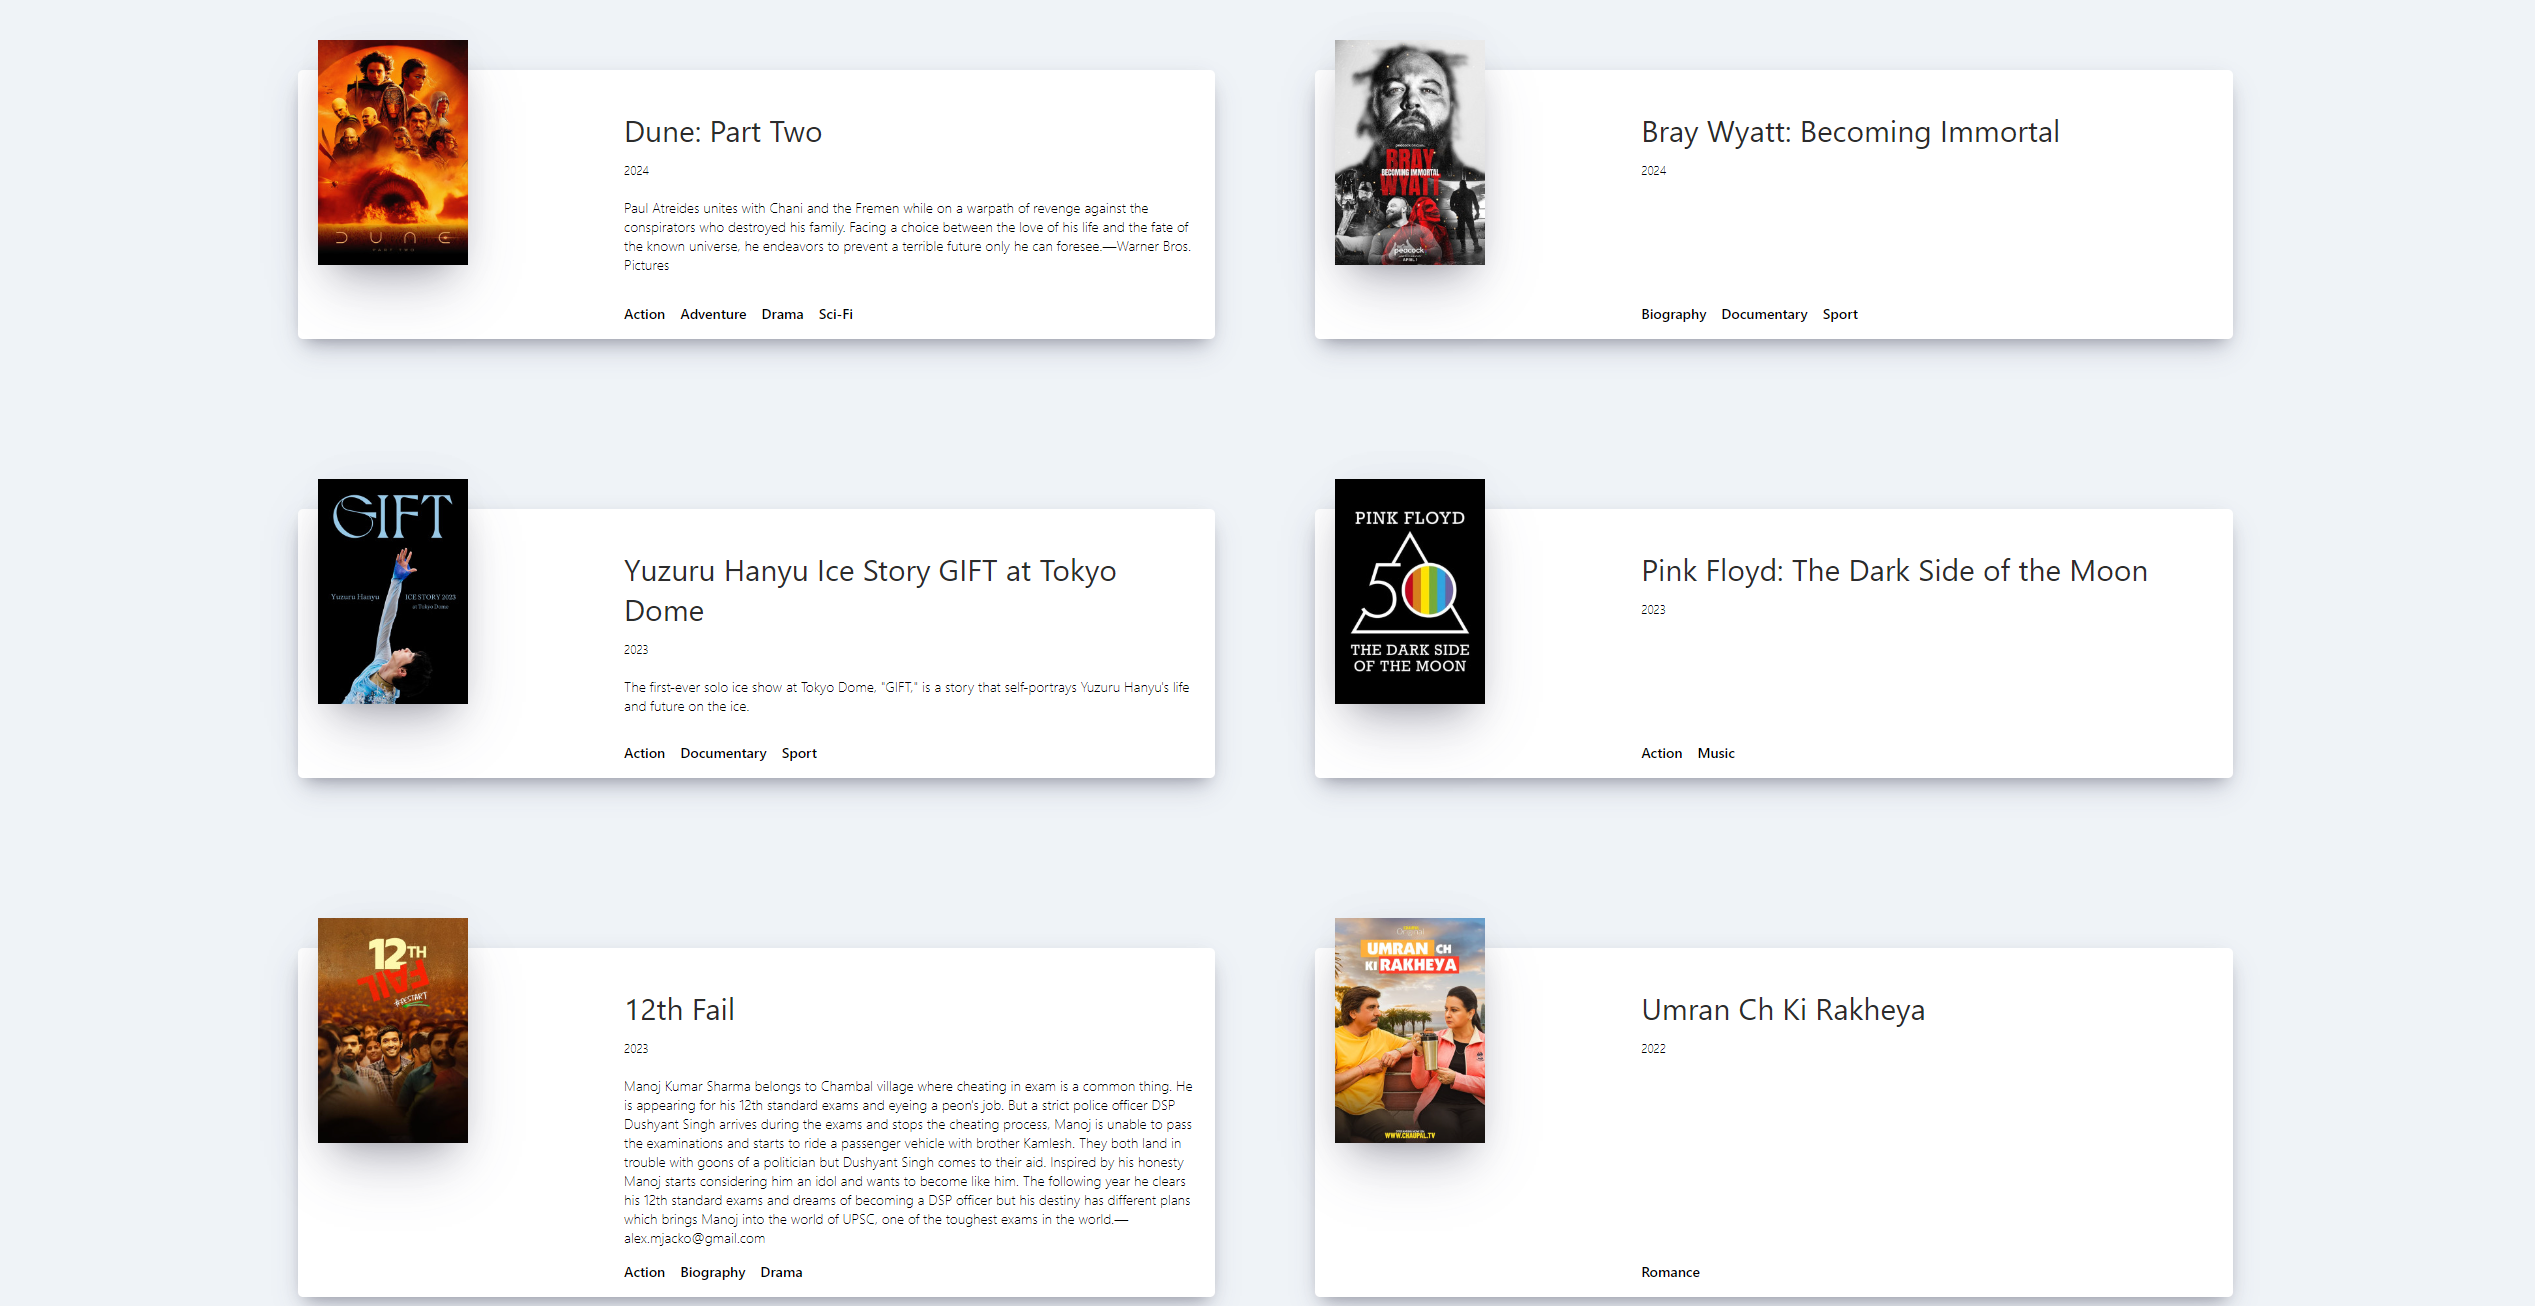 DUNE
PART TWO
Dune: Part Two
2024
Paul Atreides unites with Chani and the Fremen while on a warpath of revenge against the
conspirators who destroyed his family. Facing a choice between the love of his life and the fate of
the known universe, he endeavors to prevent a terrible future only he can foresee.—Warner Bros.
Pictures
Action Adventure Drama Sci-Fi
BRAY
BECOMING IMMORTAL
WYATT
peacock
APRIL 1
Bray Wyatt: Becoming Immortal
2024
Biography Documentary Sport
GIFT
Yuzuru Hanyu ICE STORY 2023
at Tokyo Dome
Yuzuru Hanyu Ice Story GIFT at Tokyo
Dome
2023
The first-ever solo ice show at Tokyo Dome, "GIFT," is a story that self-portrays Yuzuru Hanyu's life
and future on the ice.
Action Documentary Sport
PINK FLOYD
50
THE DARK SIDE
OF THE MOON
Pink Floyd: The Dark Side of the Moon
2023
Action Music
12TH
FAIL
#RESTART
12th Fail
2023
Manoj Kumar Sharma belongs to Chambal village where cheating in exam is a common thing. He
is appearing for his 12th standard exams and eyeing a peon's job. But a strict police officer DSP
Dushyant Singh arrives during the exams and stops the cheating process, Manoj is unable to pass
the examinations and starts to ride a passenger vehicle with brother Kamlesh. They both land in
trouble with goons of a politician but Dushyant Singh comes to their aid. Inspired by his honesty
Manoj starts considering him an idol and wants to become like him. The following year he clears
his 12th standard exams and dreams of becoming a DSP officer but his destiny has different plans
which brings Manoj into the world of UPSC, one of the toughest exams in the world.—
alex.mjacko@gmail.com
Action Biography Drama
Original
UMRAN CH
KI RAKHEYA
WWW.CHAUPAL.TV
Umran Ch Ki Rakheya
2022
Romance